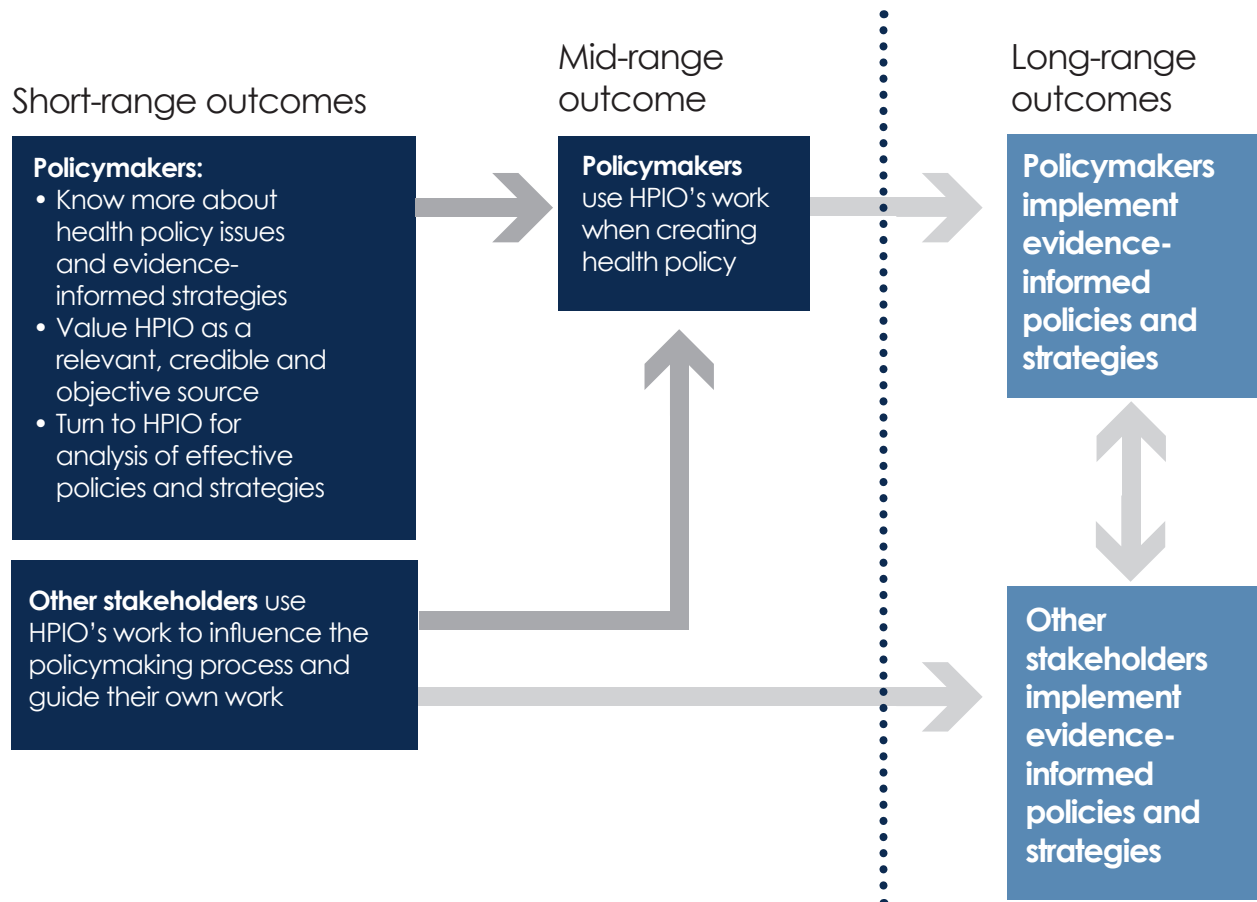 Short-range outcomes
Policymakers:
• Know more about
health policy issues
and evidence-
informed strategies
• Value HPIO as a
relevant, credible and
objective source
• Turn to HPIO for
analysis of effective
policies and strategies
Other stakeholders use
HPIO’s work to influence the
policymaking process and
guide their own work
Mid-range
outcome
Policymakers
use HPIO’s work
when creating
health policy
Long-range
outcomes
Policymakers
implement
evidence-
informed
policies and
strategies
Other
stakeholders
implement
evidence-
informed
policies and
strategies